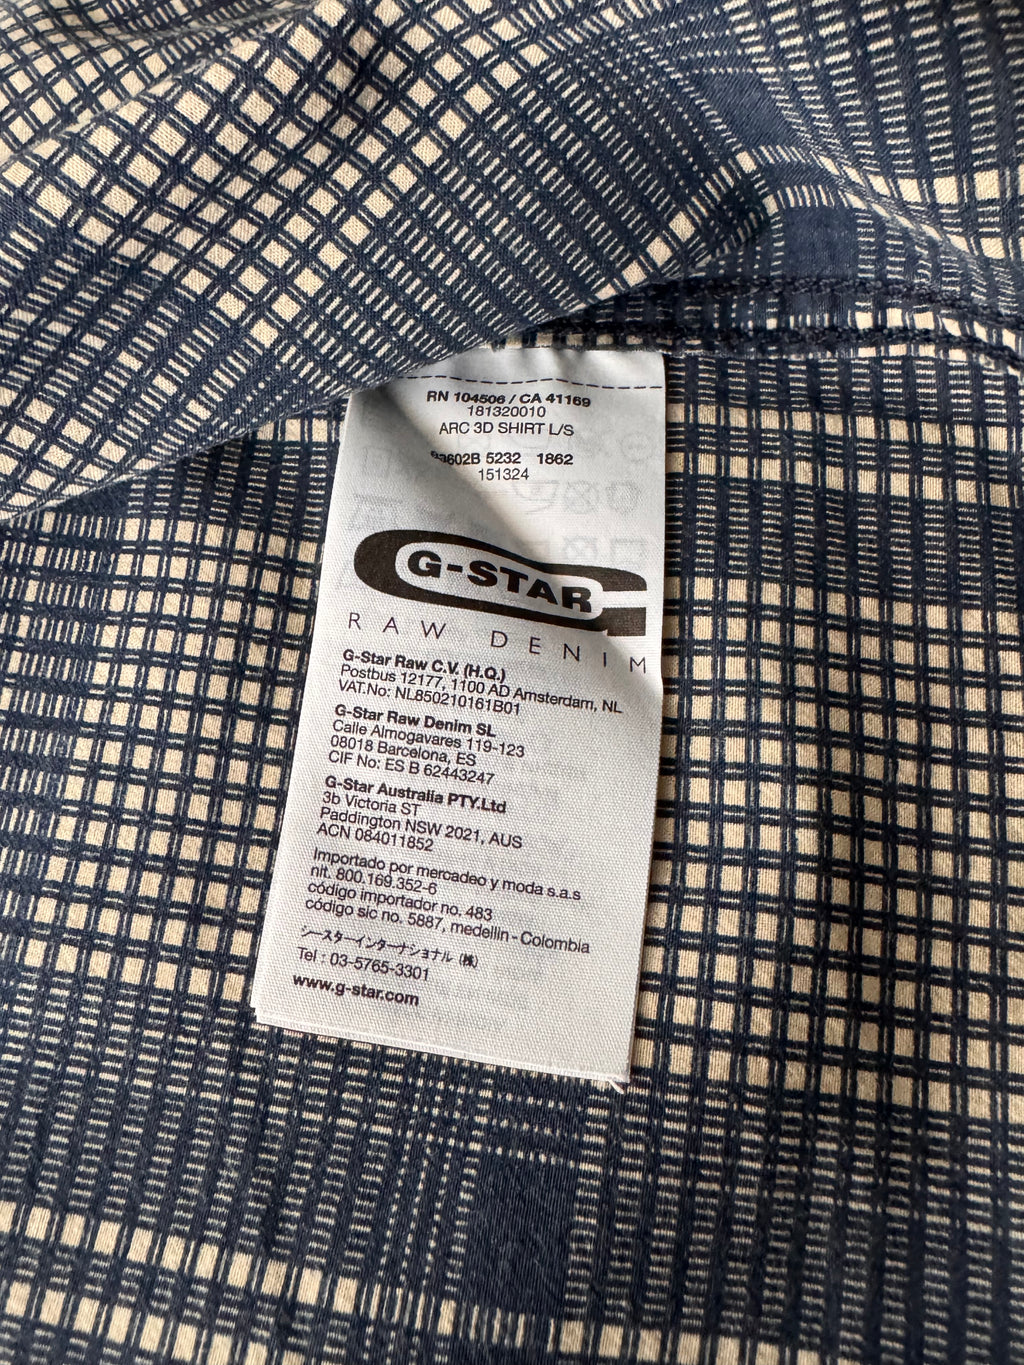 RN 104506 / CA 41169
181320010
ARC 3D SHIRT L/S
83602B 5232 1862
151324
G-STAR
RAW DENIM
G-Star Raw C.V. (H.Q.)
Postbus 12177, 1100 AD Amsterdam, NL
VAT.No: NL850210161B01
G-Star Raw Denim SL
Calle Almogavares 119-123
08018 Barcelona, ES
CIF No: ES B 62443247
G-Star Australia PTY.Ltd
3b Victoria ST
Paddington NSW 2021, AUS
ACN 084011852
Importado por mercadeo y moda s.a.s
nit. 800.169.352-6
código importador no. 483
código sic no. 5887, medellin - Colombia
シースターインターナショナル (株)
Tel : 03-5765-3301
www.g-star.com